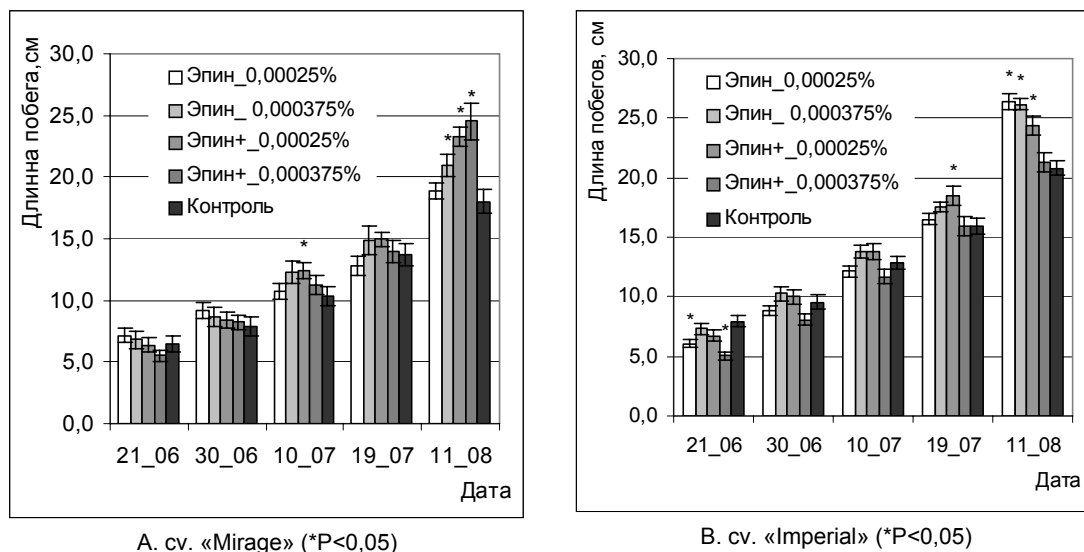 Длинна побега,см
30,0
25,0
20,0
15,0
10,0
5,0
0,0
Эпин_0,00025%
Эпин_ 0,000375%
Эпин+_0,00025%
Эпин+_0,000375%
Контроль
*
* * *
21_06 30_06 10_07 19_07 11_08
Дата
A. cv. «Mirage» (*P<0,05)
Длина побегов, см
30,0
25,0
20,0
15,0
10,0
5,0
0,0
Эпин_0,00025%
Эпин_ 0,000375%
Эпин+_0,00025%
Эпин+_0,000375%
Контроль
* *
*
* * *
21_06 30_06 10_07 19_07 11_08
Дата
B. cv. «Imperial» (*P<0,05)